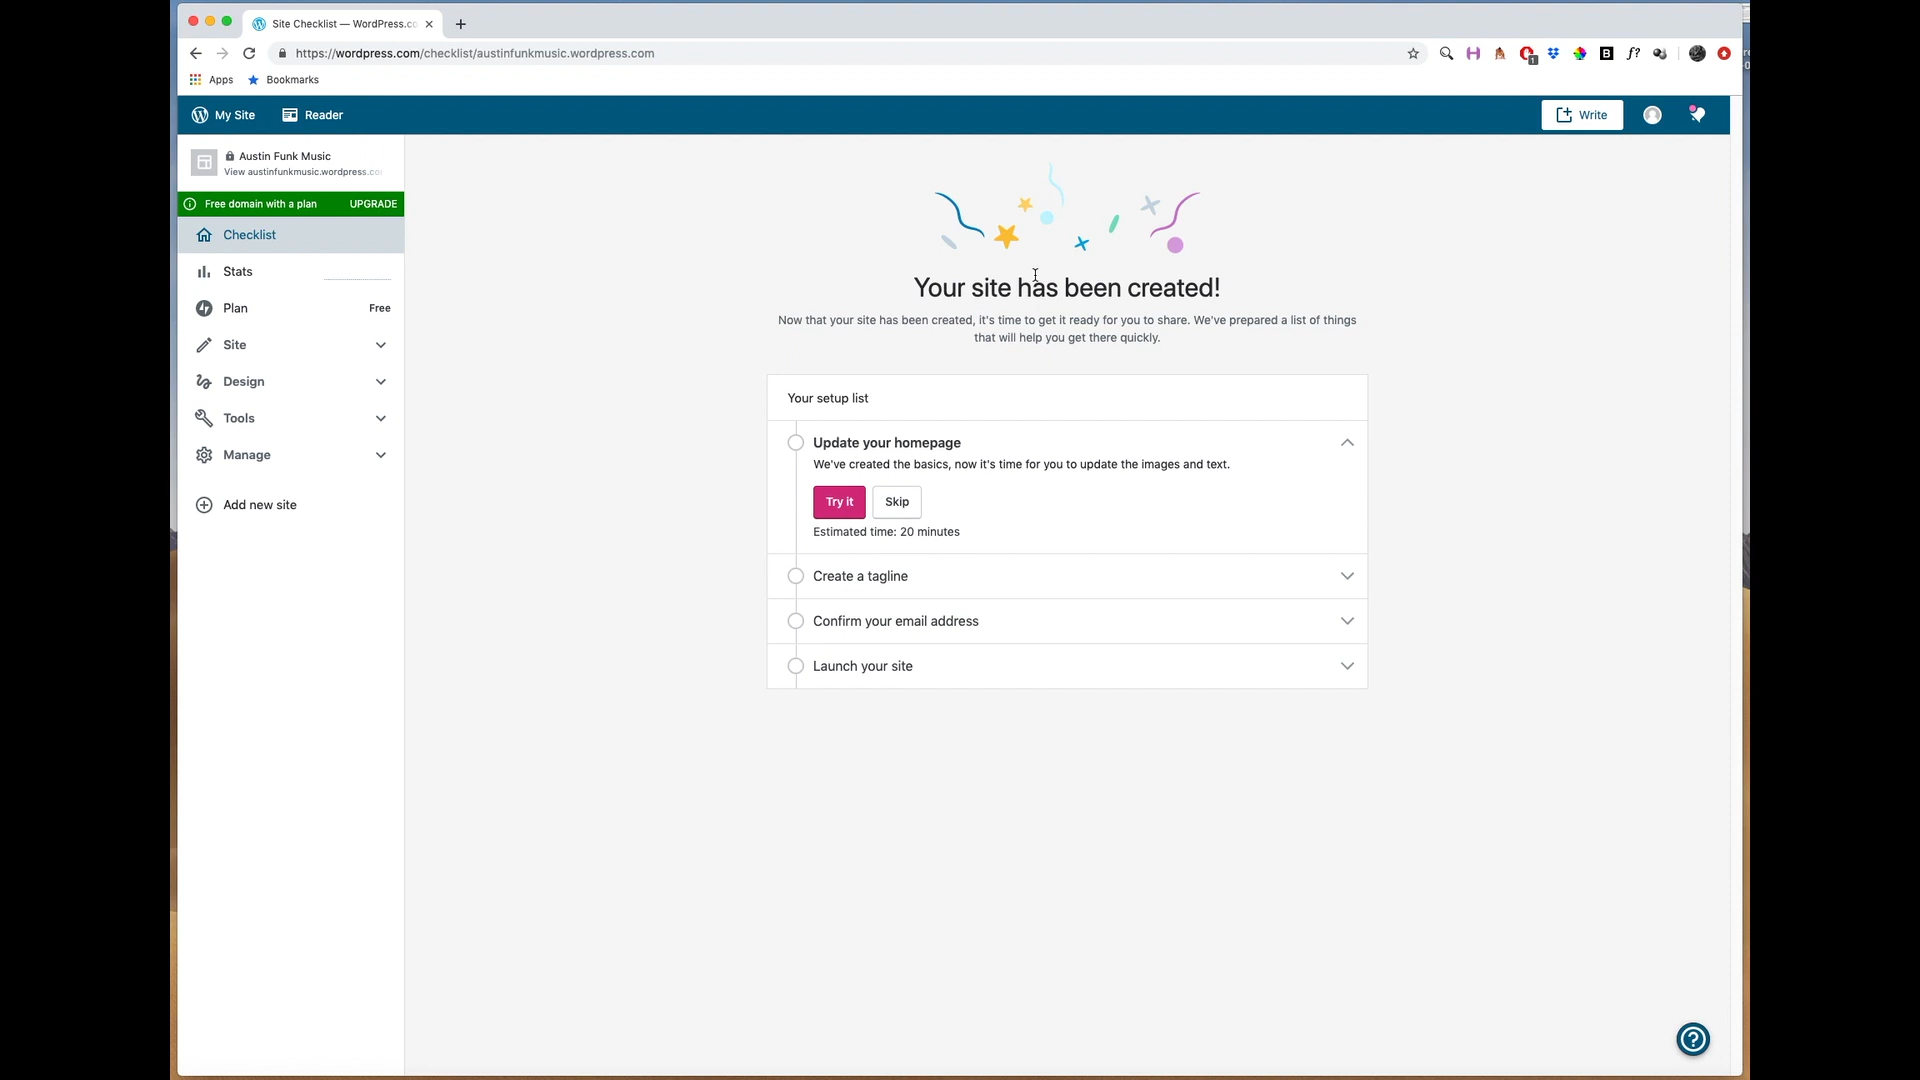 Site Checklist — WordPress.co
https://wordpress.com/checklist/austinfunkmusic.wordpress.com
1
B
f?
Apps
Bookmarks
My Site
Reader
Write
Austin Funk Music
View austinfunkmusic.wordpress.co
Free domain with a plan UPGRADE
Checklist
Stats
Plan Free
Site
Design
Tools
Manage
Add new site
Your site has been created!
Now that your site has been created, it's time to get it ready for you to share. We've prepared a list of things
that will help you get there quickly.
Your setup list
Update your homepage
We've created the basics, now it's time for you to update the images and text.
Try it Skip
Estimated time: 20 minutes
Create a tagline
Confirm your email address
Launch your site